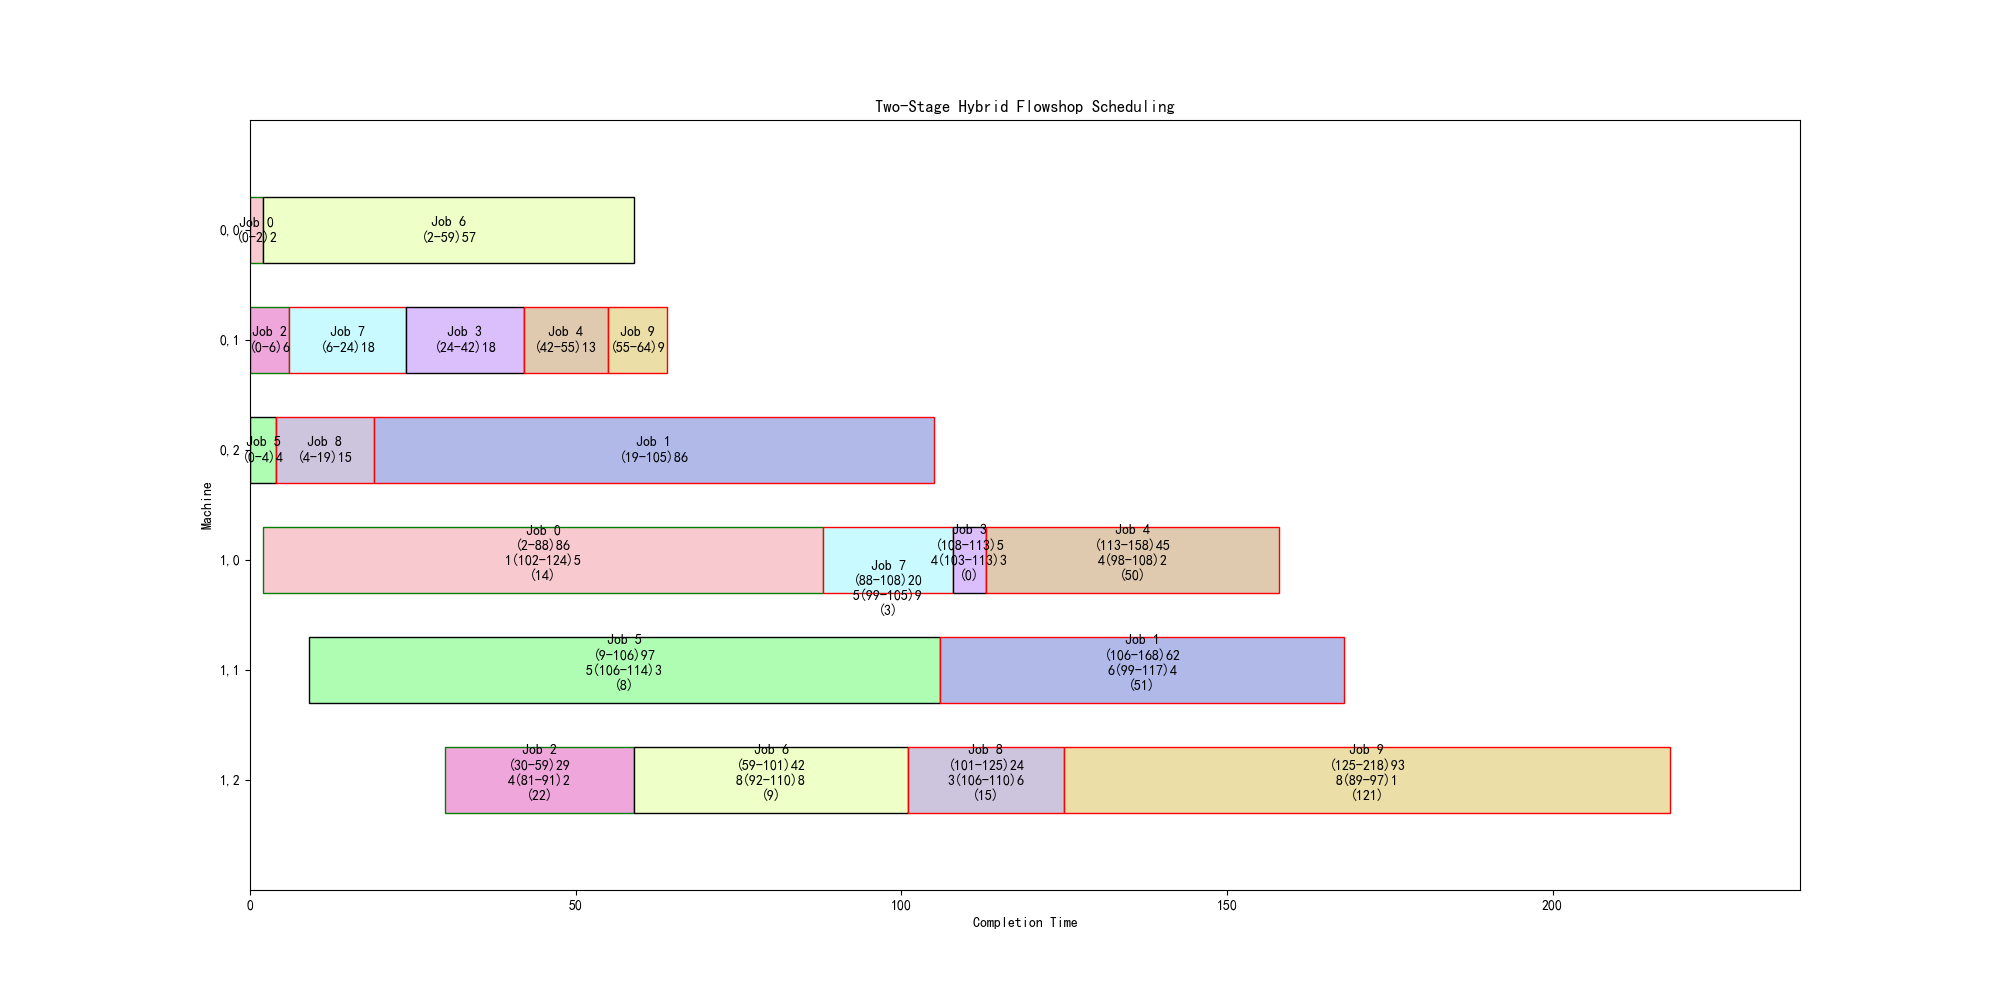 Two-Stage Hybrid Flowshop Scheduling
Machine
0,0
Job 0
(0-2)2
Job 6
(2-59)57
0,1
Job 2
(0-6)6
Job 7
(6-24)18
Job 3
(24-42)18
Job 4
(42-55)13
Job 9
(55-64)9
0,2
Job 5
(0-4)4
Job 8
(4-19)15
Job 1
(19-105)86
1,0
Job 0
(2-88)86
1(102-124)5
(14)
Job 7
(88-108)20
5(99-105)9
(3)
Job 3
(108-113)5
4(103-113)3
(0)
Job 4
(113-158)45
4(98-108)2
(50)
1,1
Job 5
(9-106)97
5(106-114)3
(8)
Job 1
(106-168)62
6(99-117)4
(51)
1,2
Job 2
(30-59)29
4(81-91)2
(22)
Job 6
(59-101)42
8(92-110)8
(9)
Job 8
(101-125)24
3(106-110)6
(15)
Job 9
(125-218)93
8(89-97)1
(121)
0
50
100
150
200
Completion Time